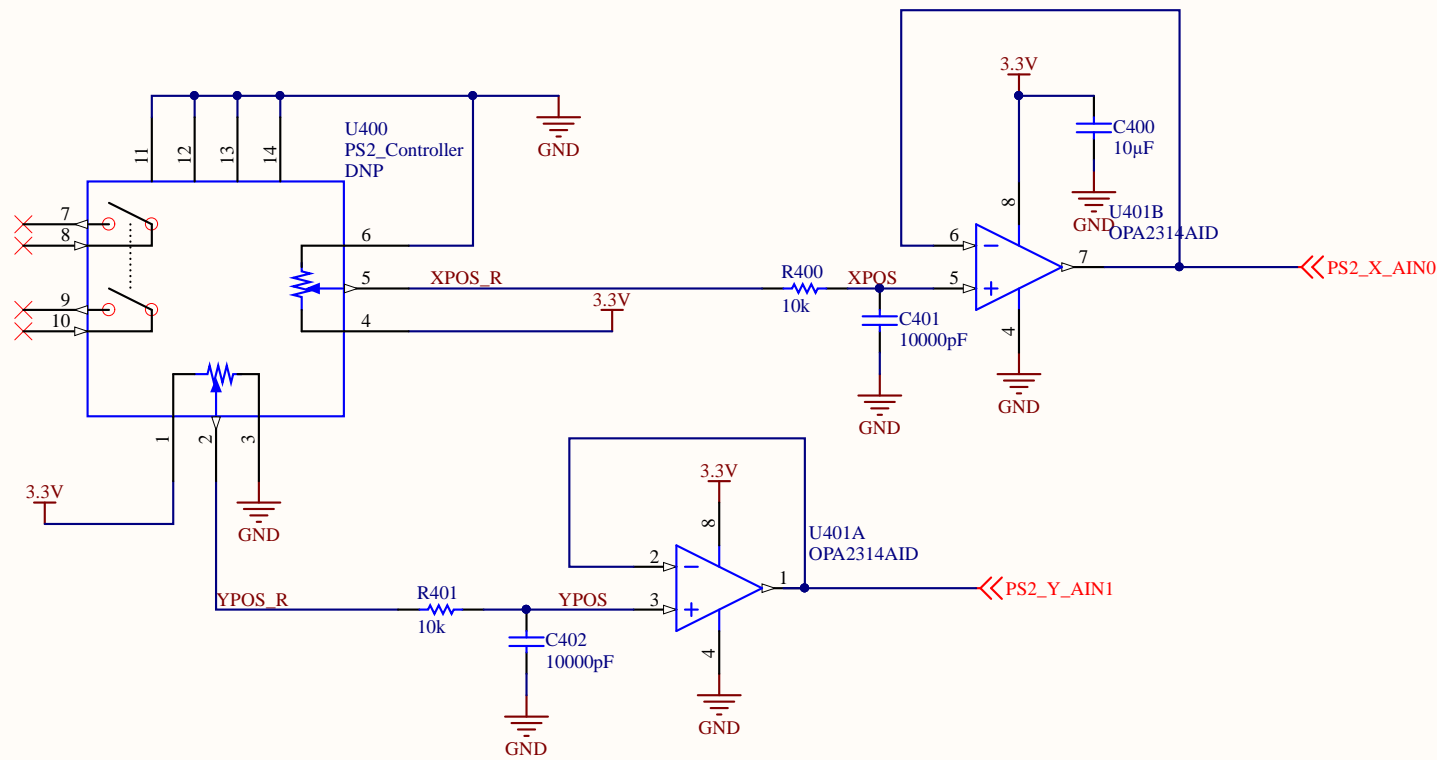 3.3V
U400
PS2_Controller
DNP
GND
C400
10µF
11
12
13
14
GND
U401B
OPA2314AID
8
7
8
6
6
7
PS2_X_AIN0
5
XPOS_R
R400
10k
XPOS
5
9
10
4
3.3V
C401
10000pF
4
GND
GND
1
2
3
3.3V
GND
3.3V
8
U401A
OPA2314AID
2
1
PS2_Y_AIN1
YPOS_R
R401
10k
YPOS
3
C402
10000pF
4
GND
GND